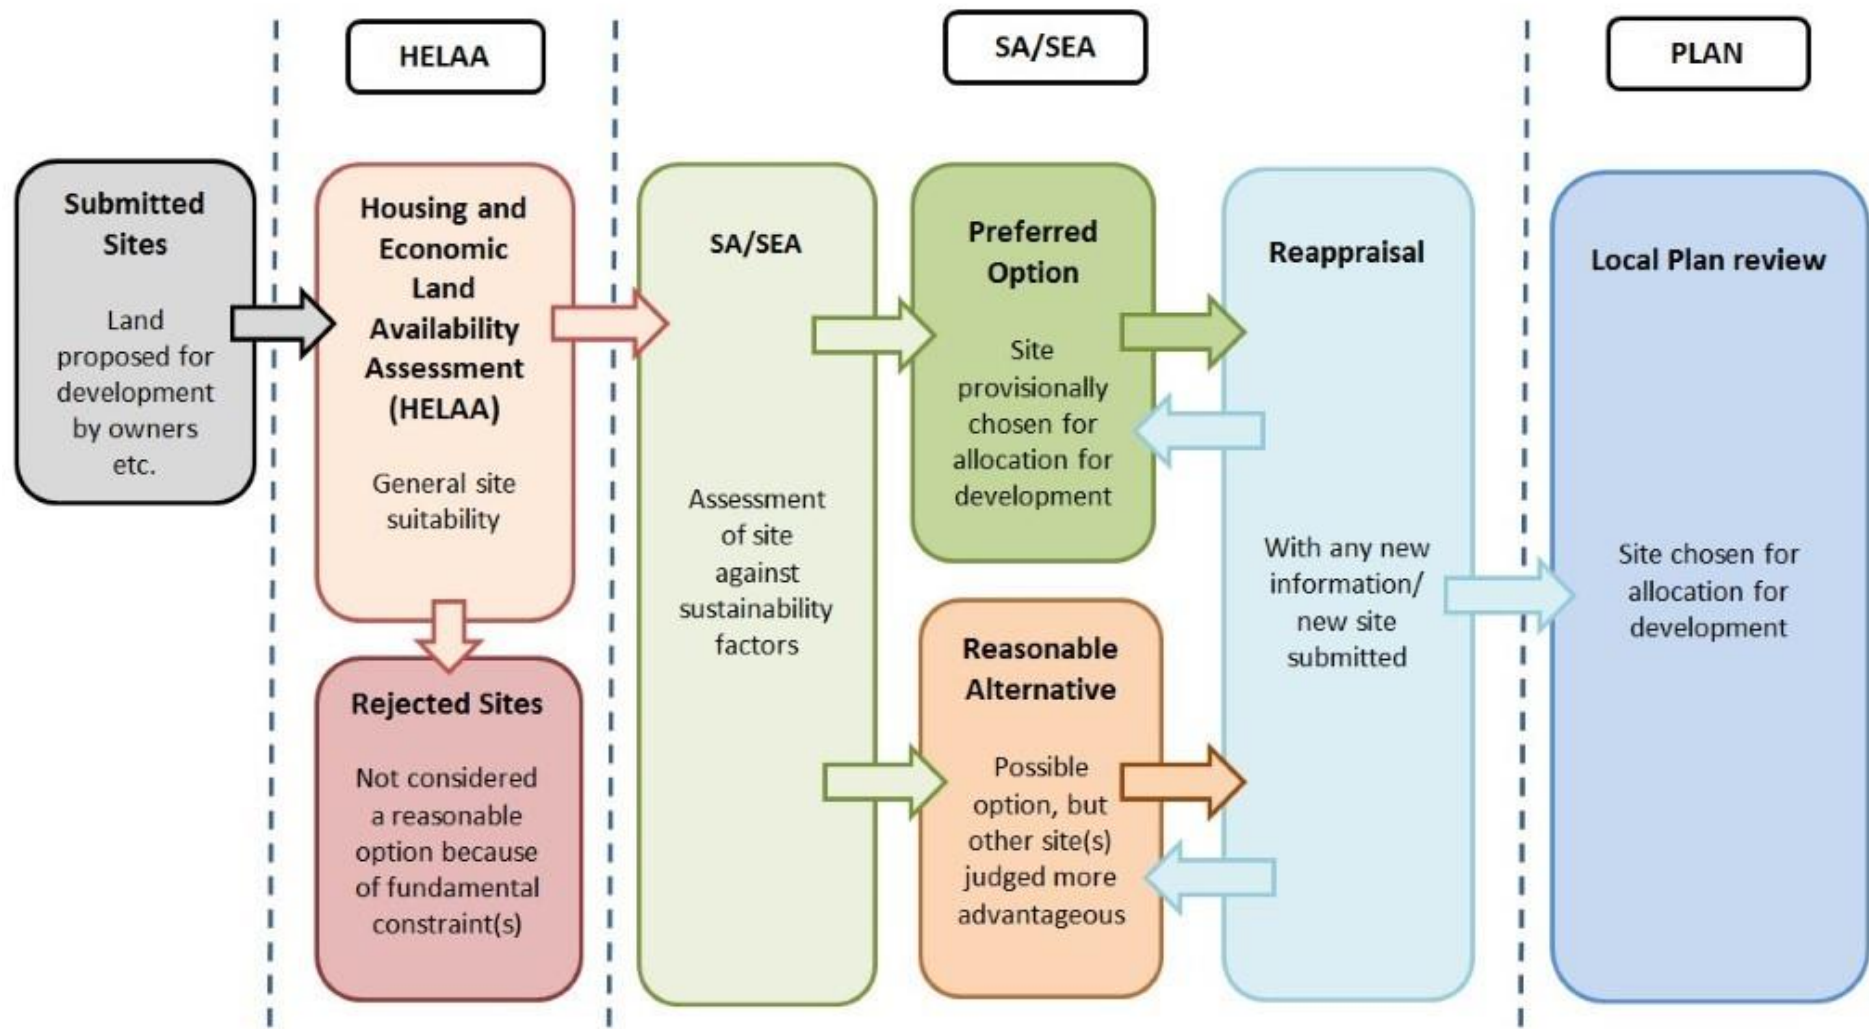 HELAA
SA/SEA
PLAN
Submitted
Sites
Land
proposed for
development
by owners
etc.
Housing and
Economic
Land
Availability
Assessment
(HELAA)
General site
suitability
Rejected Sites
Not considered
a reasonable
option because
of fundamental
constraint(s)
SA/SEA
Assessment
of site
against
sustainability
factors
Preferred
Option
Site
provisionally
chosen for
allocation for
development
Reasonable
Alternative
Possible
option, but
other site(s)
judged more
advantageous
Reappraisal
With any new
information/
new site
submitted
Local Plan review
Site chosen for
allocation for
development